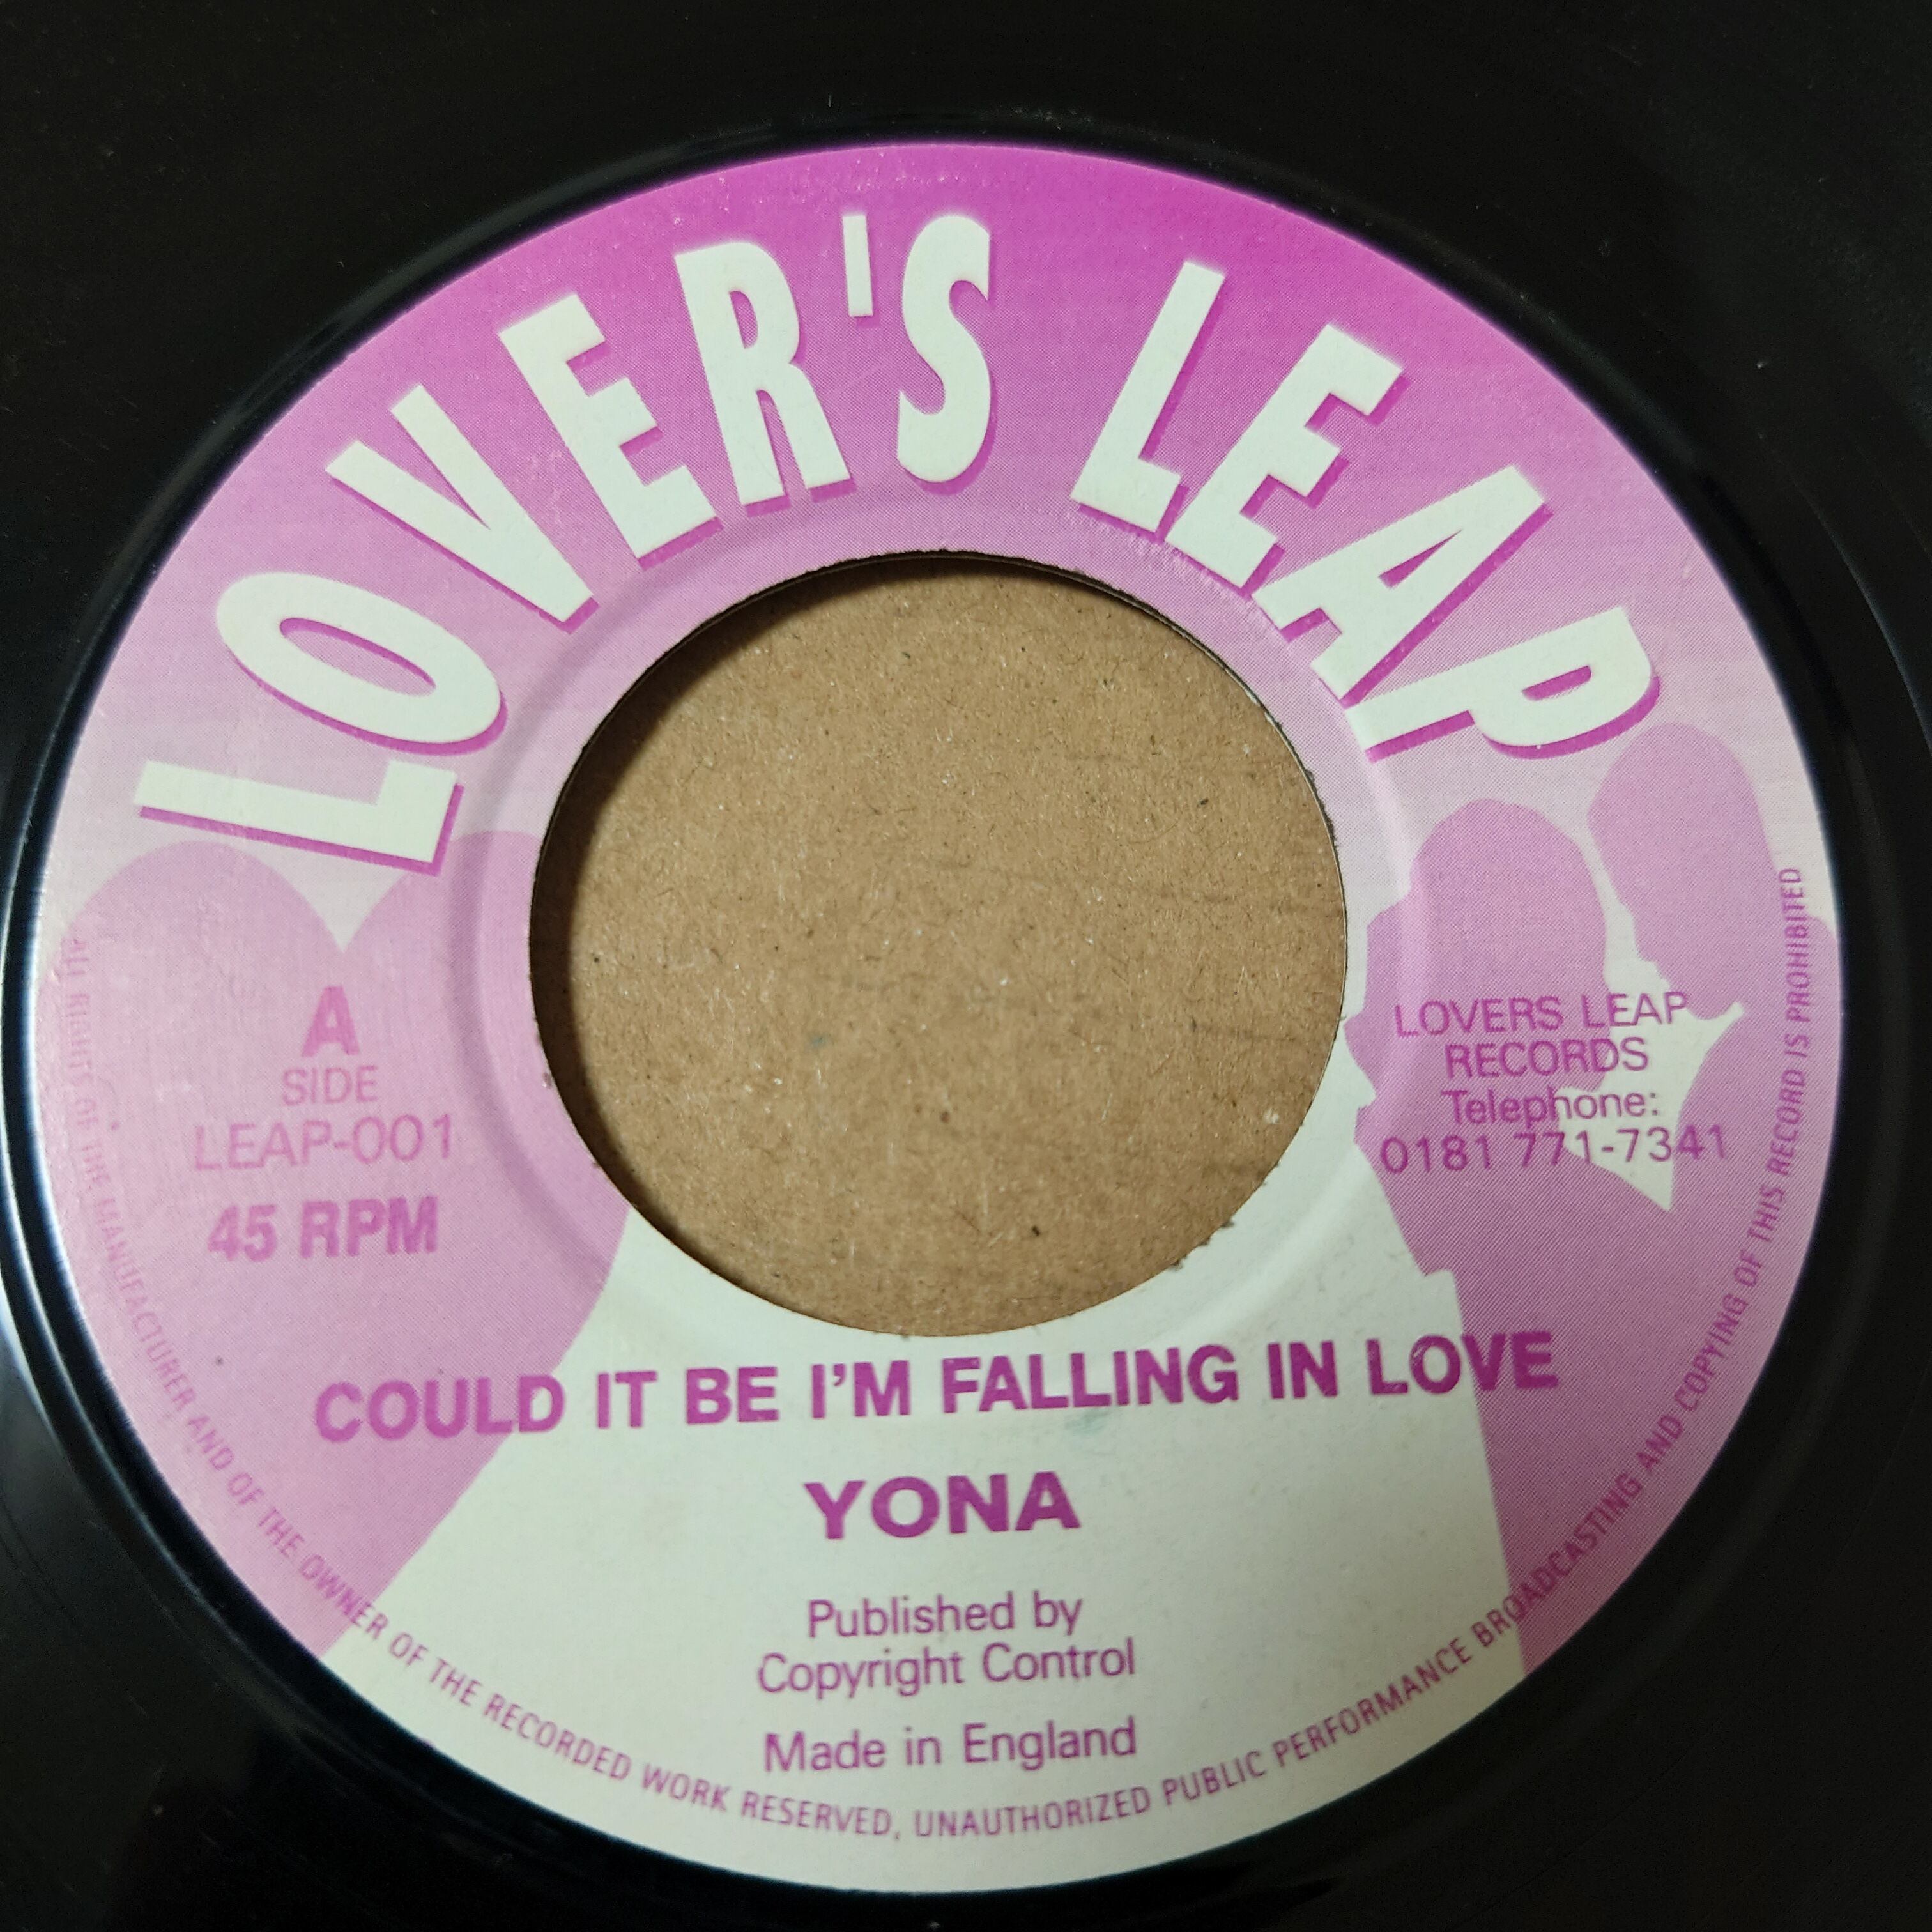 LOVER'S LEAP
A
SIDE
LEAP-001
45 RPM
LOVERS LEAP
RECORDS
Telephone:
0181 771-7341
COULD IT BE I'M FALLING IN LOVE
YONA
Published by
Copyright Control
Made in England
ALL RIGHTS OF THE MANUFACTURER AND OF THE OWNER OF THE RECORDED WORK RESERVED, UNAUTHORIZED PUBLIC PERFORMANCE BROADCASTING AND COPYING OF THIS RECORD IS PROHIBITED